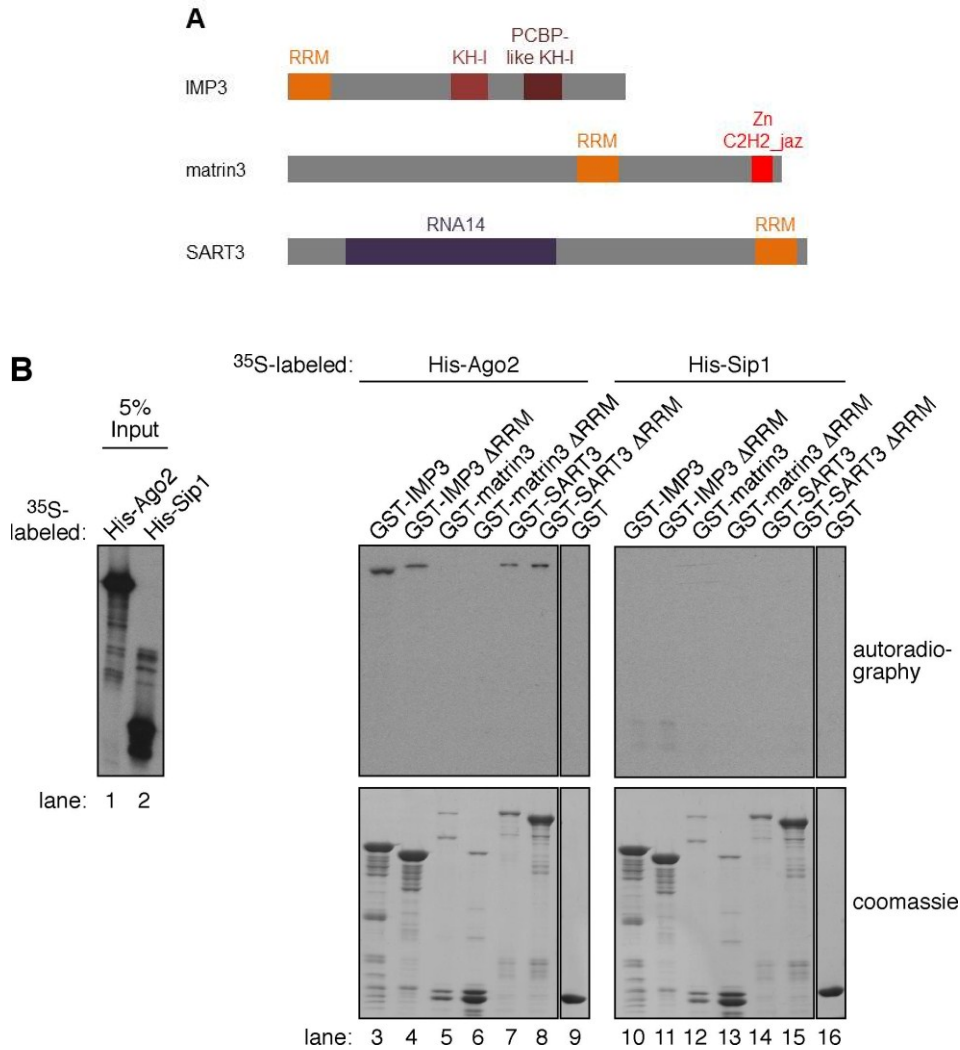 A
RRM
KH-I
PCBP-
like KH-I
IMP3
RRM
Zn
C2H2_jaz
matrin3
RNA14
RRM
SART3
B
5%
Input
35S-
labeled:
His-Ago2
His-Sip1
lane: 1 2
35S-labeled:
His-Ago2
His-Sip1
GST-IMP3
GST-IMP3 ΔRRM
GST-matrin3
GST-matrin3 ΔRRM
GST-SART3
GST-SART3 ΔRRM
GST
GST-IMP3
GST-IMP3 ΔRRM
GST-matrin3
GST-matrin3 ΔRRM
GST-SART3
GST-SART3 ΔRRM
GST
autoradio-
graphy
coomassie
lane: 3 4 5 6 7 8 9 10 11 12 13 14 15 16